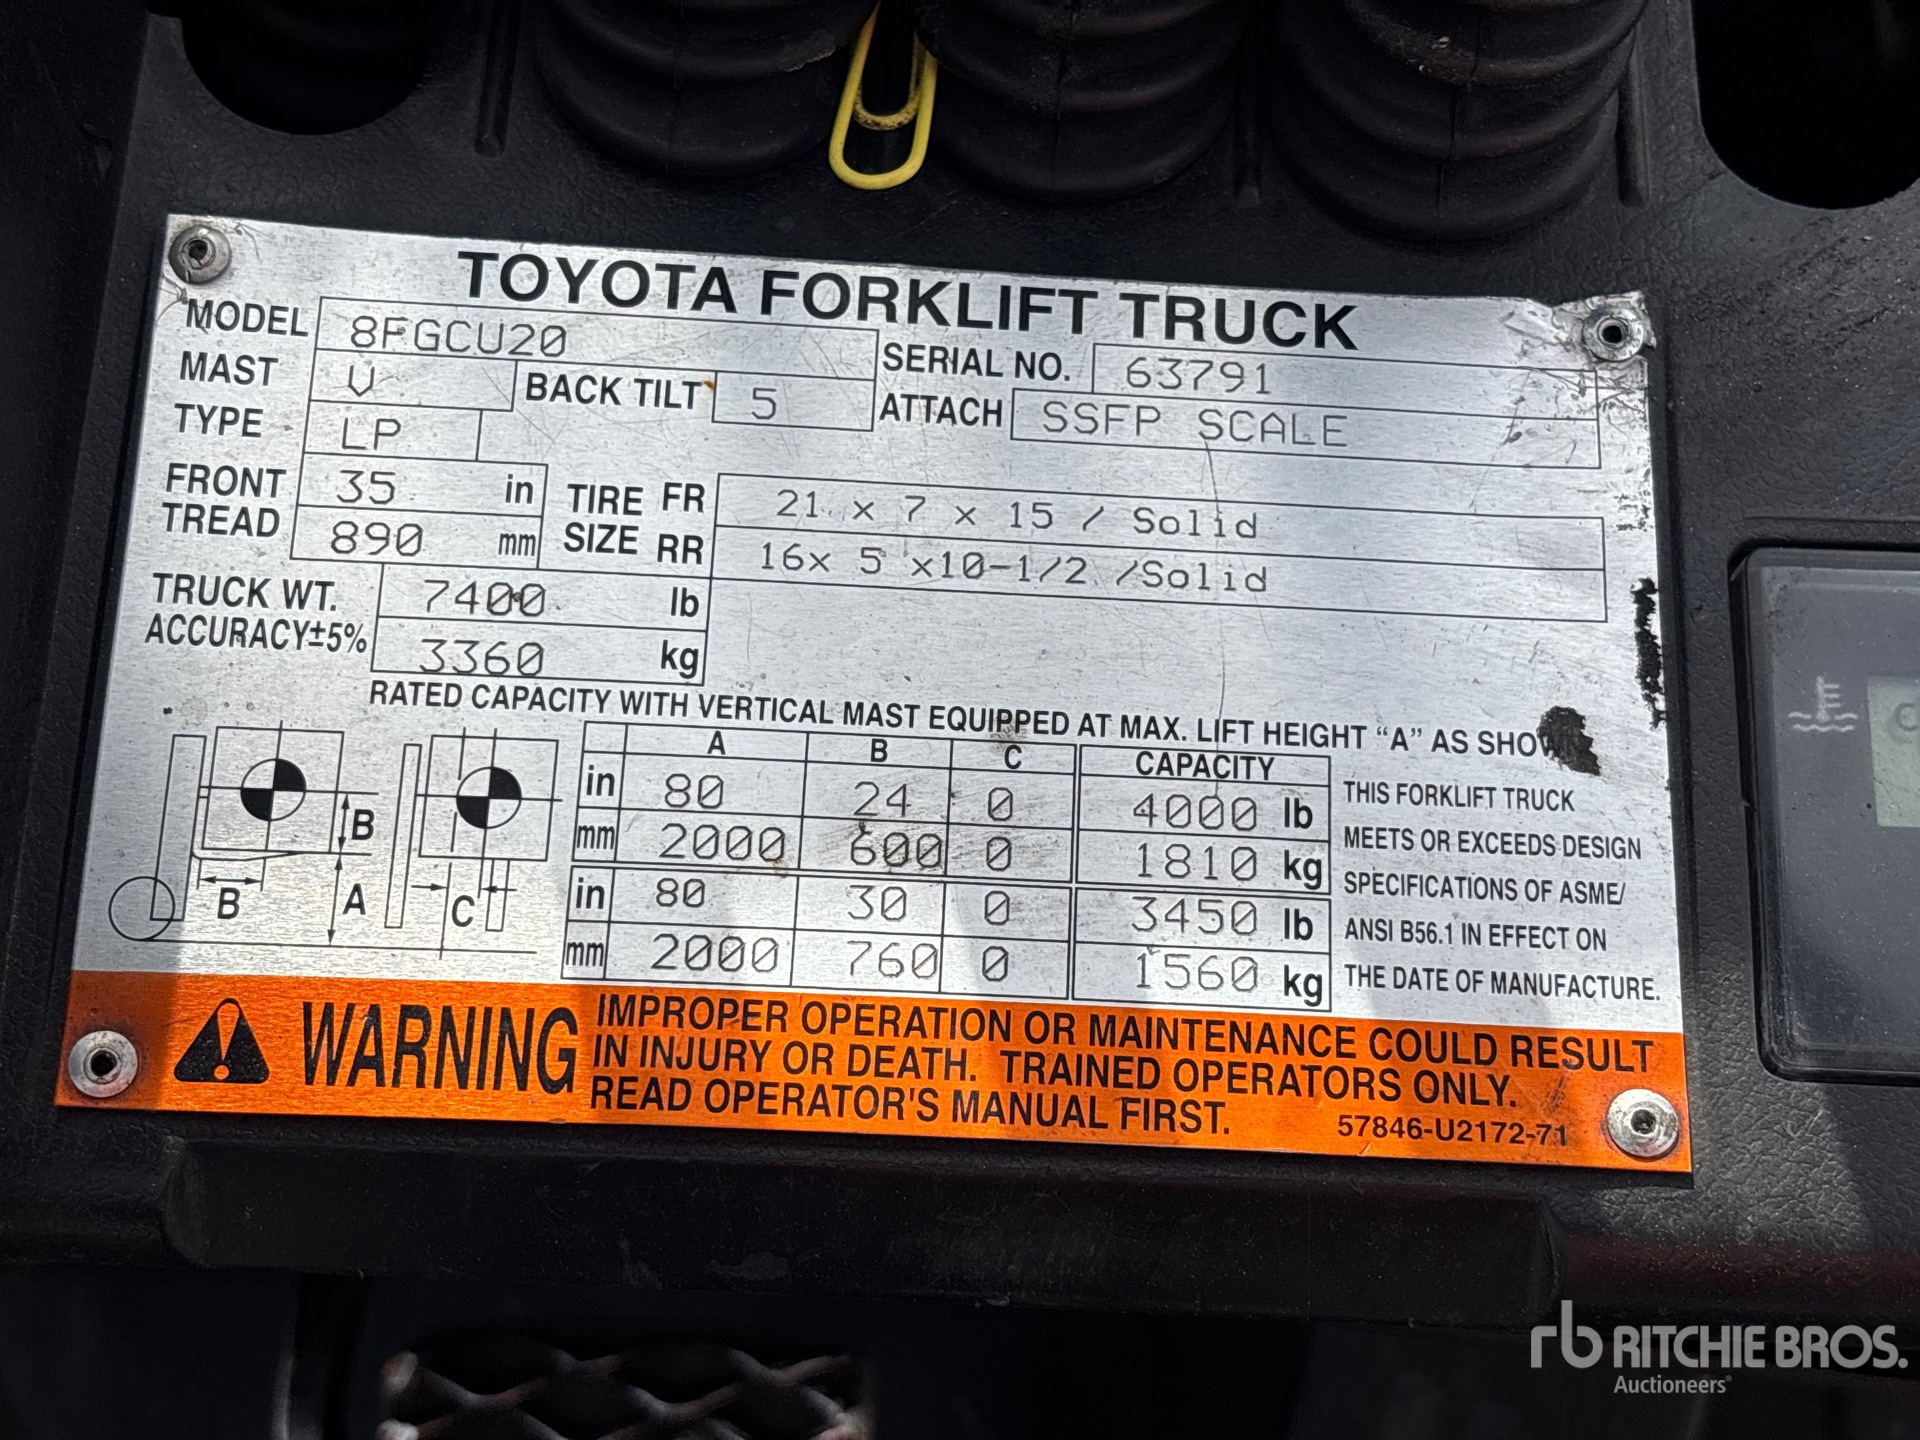 TOYOTA FORKLIFT TRUCK
MODEL 8FGCU20 SERIAL NO. 63791
MAST V BACK TILT 5 ATTACH SSFP SCALE
TYPE LP
FRONT TREAD 35 in TIRE SIZE FR 21 x 7 x 15 / Solid
890 mm RR 16x 5 x10-1/2 /Solid
TRUCK WT. 7400 lb
ACCURACY±5% 3360 kg
RATED CAPACITY WITH VERTICAL MAST EQUIPPED AT MAX. LIFT HEIGHT "A" AS
A B C CAPACITY
in 80 24 0 4000 lb
mm 2000 600 0 1810 kg
in 80 30 0 3450 lb
mm 2000 760 0 1560 kg
B
B A C
THIS FORKLIFT TRUCK
MEETS OR EXCEEDS DESIGN
SPECIFICATIONS OF ASME/
ANSI B56.1 IN EFFECT ON
THE DATE OF MANUFACTURE.
WARNING
IMPROPER OPERATION OR MAINTENANCE COULD RESULT
IN INJURY OR DEATH. TRAINED OPERATORS ONLY.
READ OPERATOR'S MANUAL FIRST. 57846-U2172-71
rb RITCHIE BROS.
Auctioneers